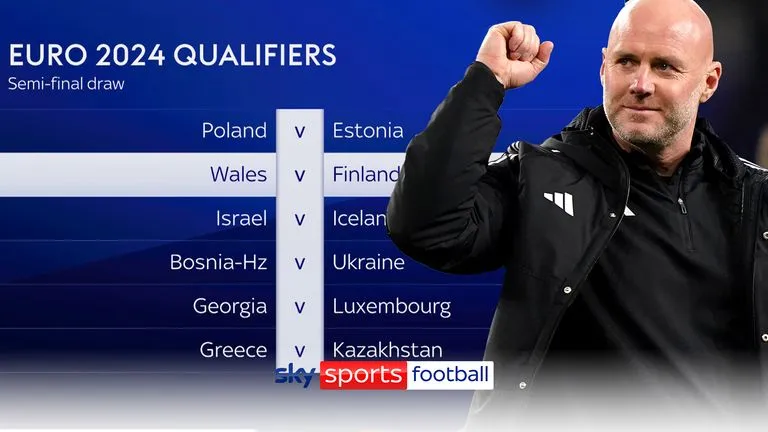 EURO 2024 QUALIFIERS
Semi-final draw
Poland v Estonia
Wales v Finland
Israel v Icelan
Bosnia-Hz v Ukraine
Georgia v Luxembourg
Greece v Kazakhstan
sky sports football